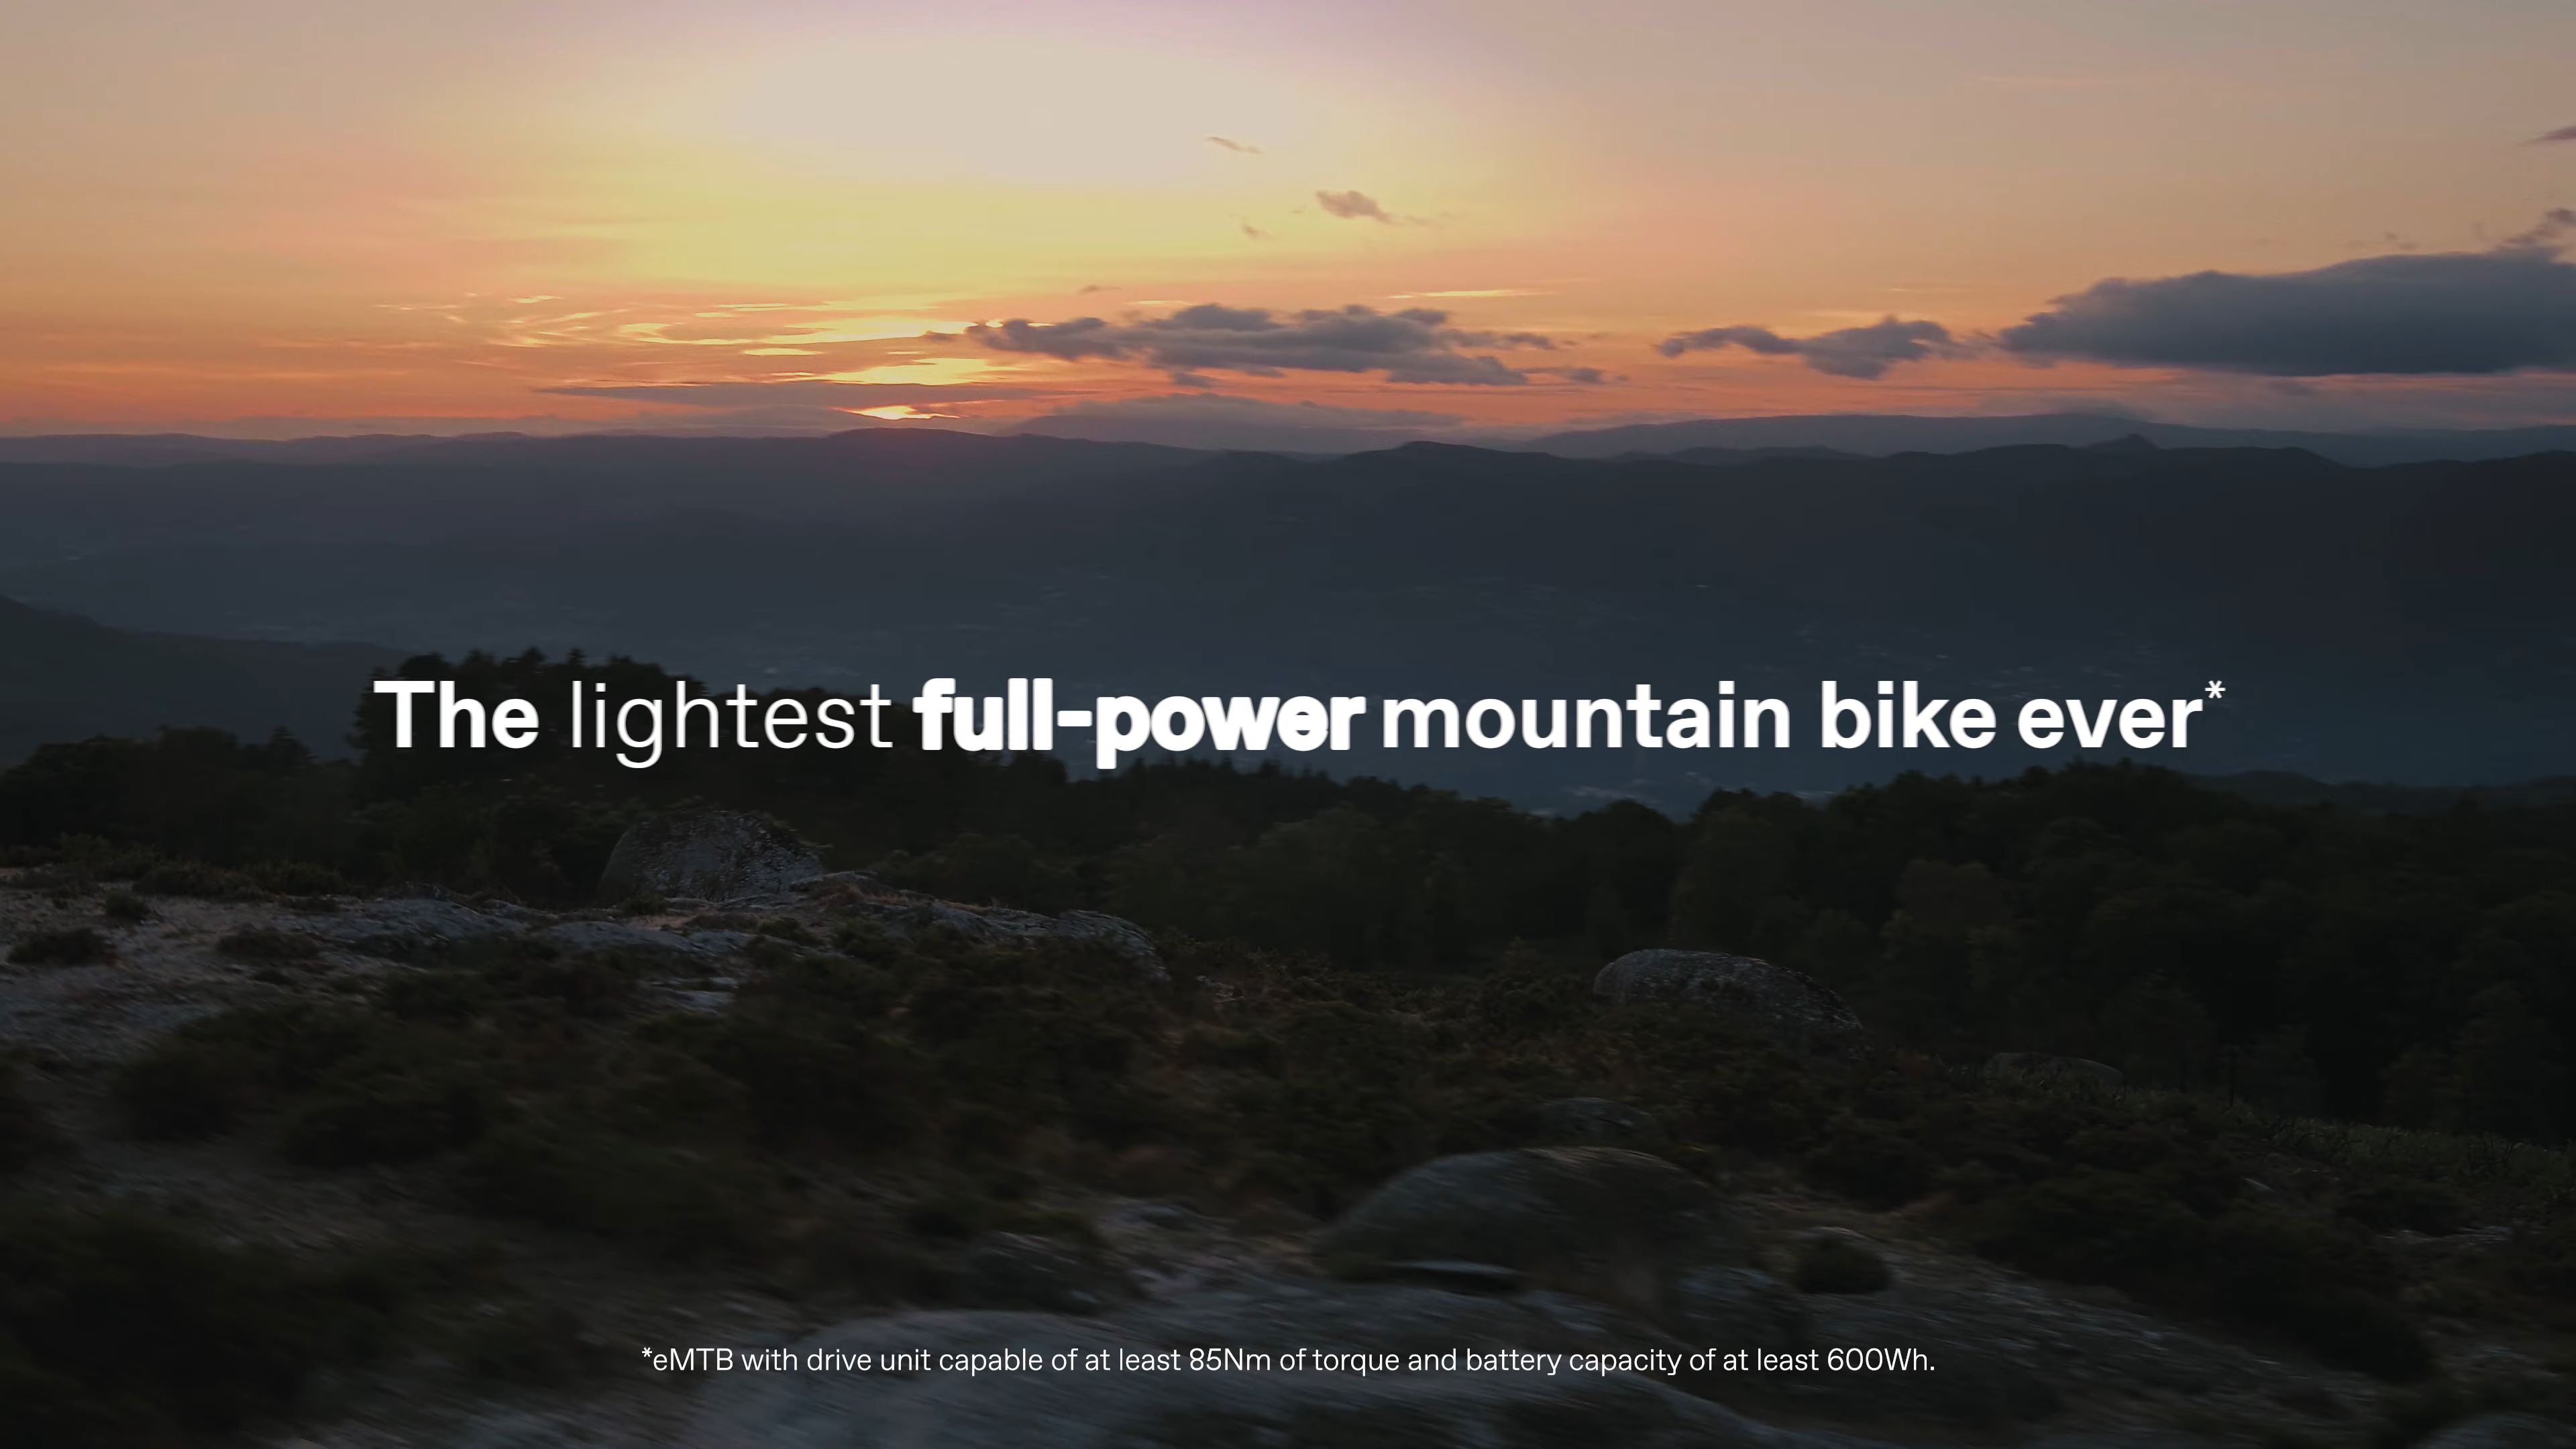 The lightest full-power mountain bike ever*
*eMTB with drive unit capable of at least 85Nm of torque and battery capacity of at least 600Wh.